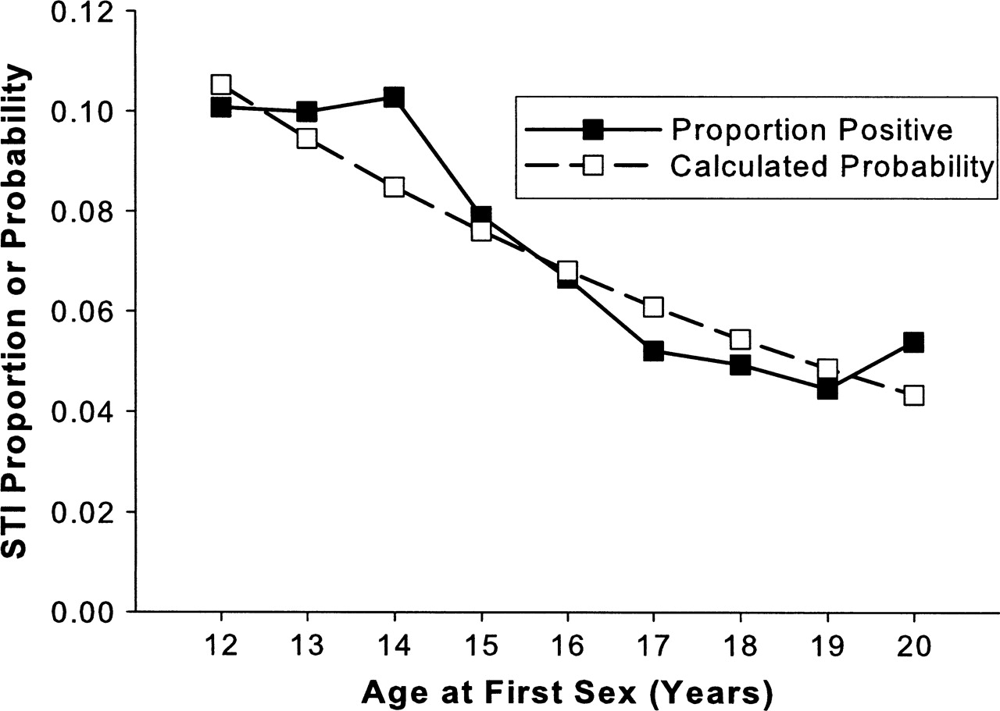 0.12
0.10
0.08
0.06
0.04
0.02
0.00
STI Proportion or Probability
Proportion Positive
Calculated Probability
12 13 14 15 16 17 18 19 20
Age at First Sex (Years)